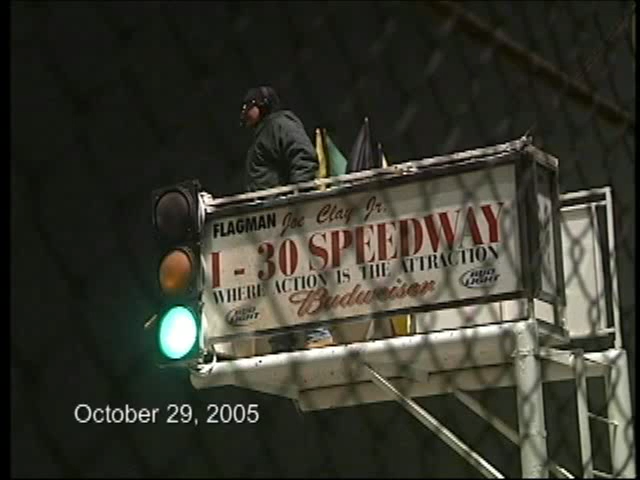 FLAGMAN Joe Clay Jr.
I - 30 SPEEDWAY
WHERE ACTION IS THE ATTRACTION
BUD LIGHT Budweiser BUD LIGHT
October 29, 2005